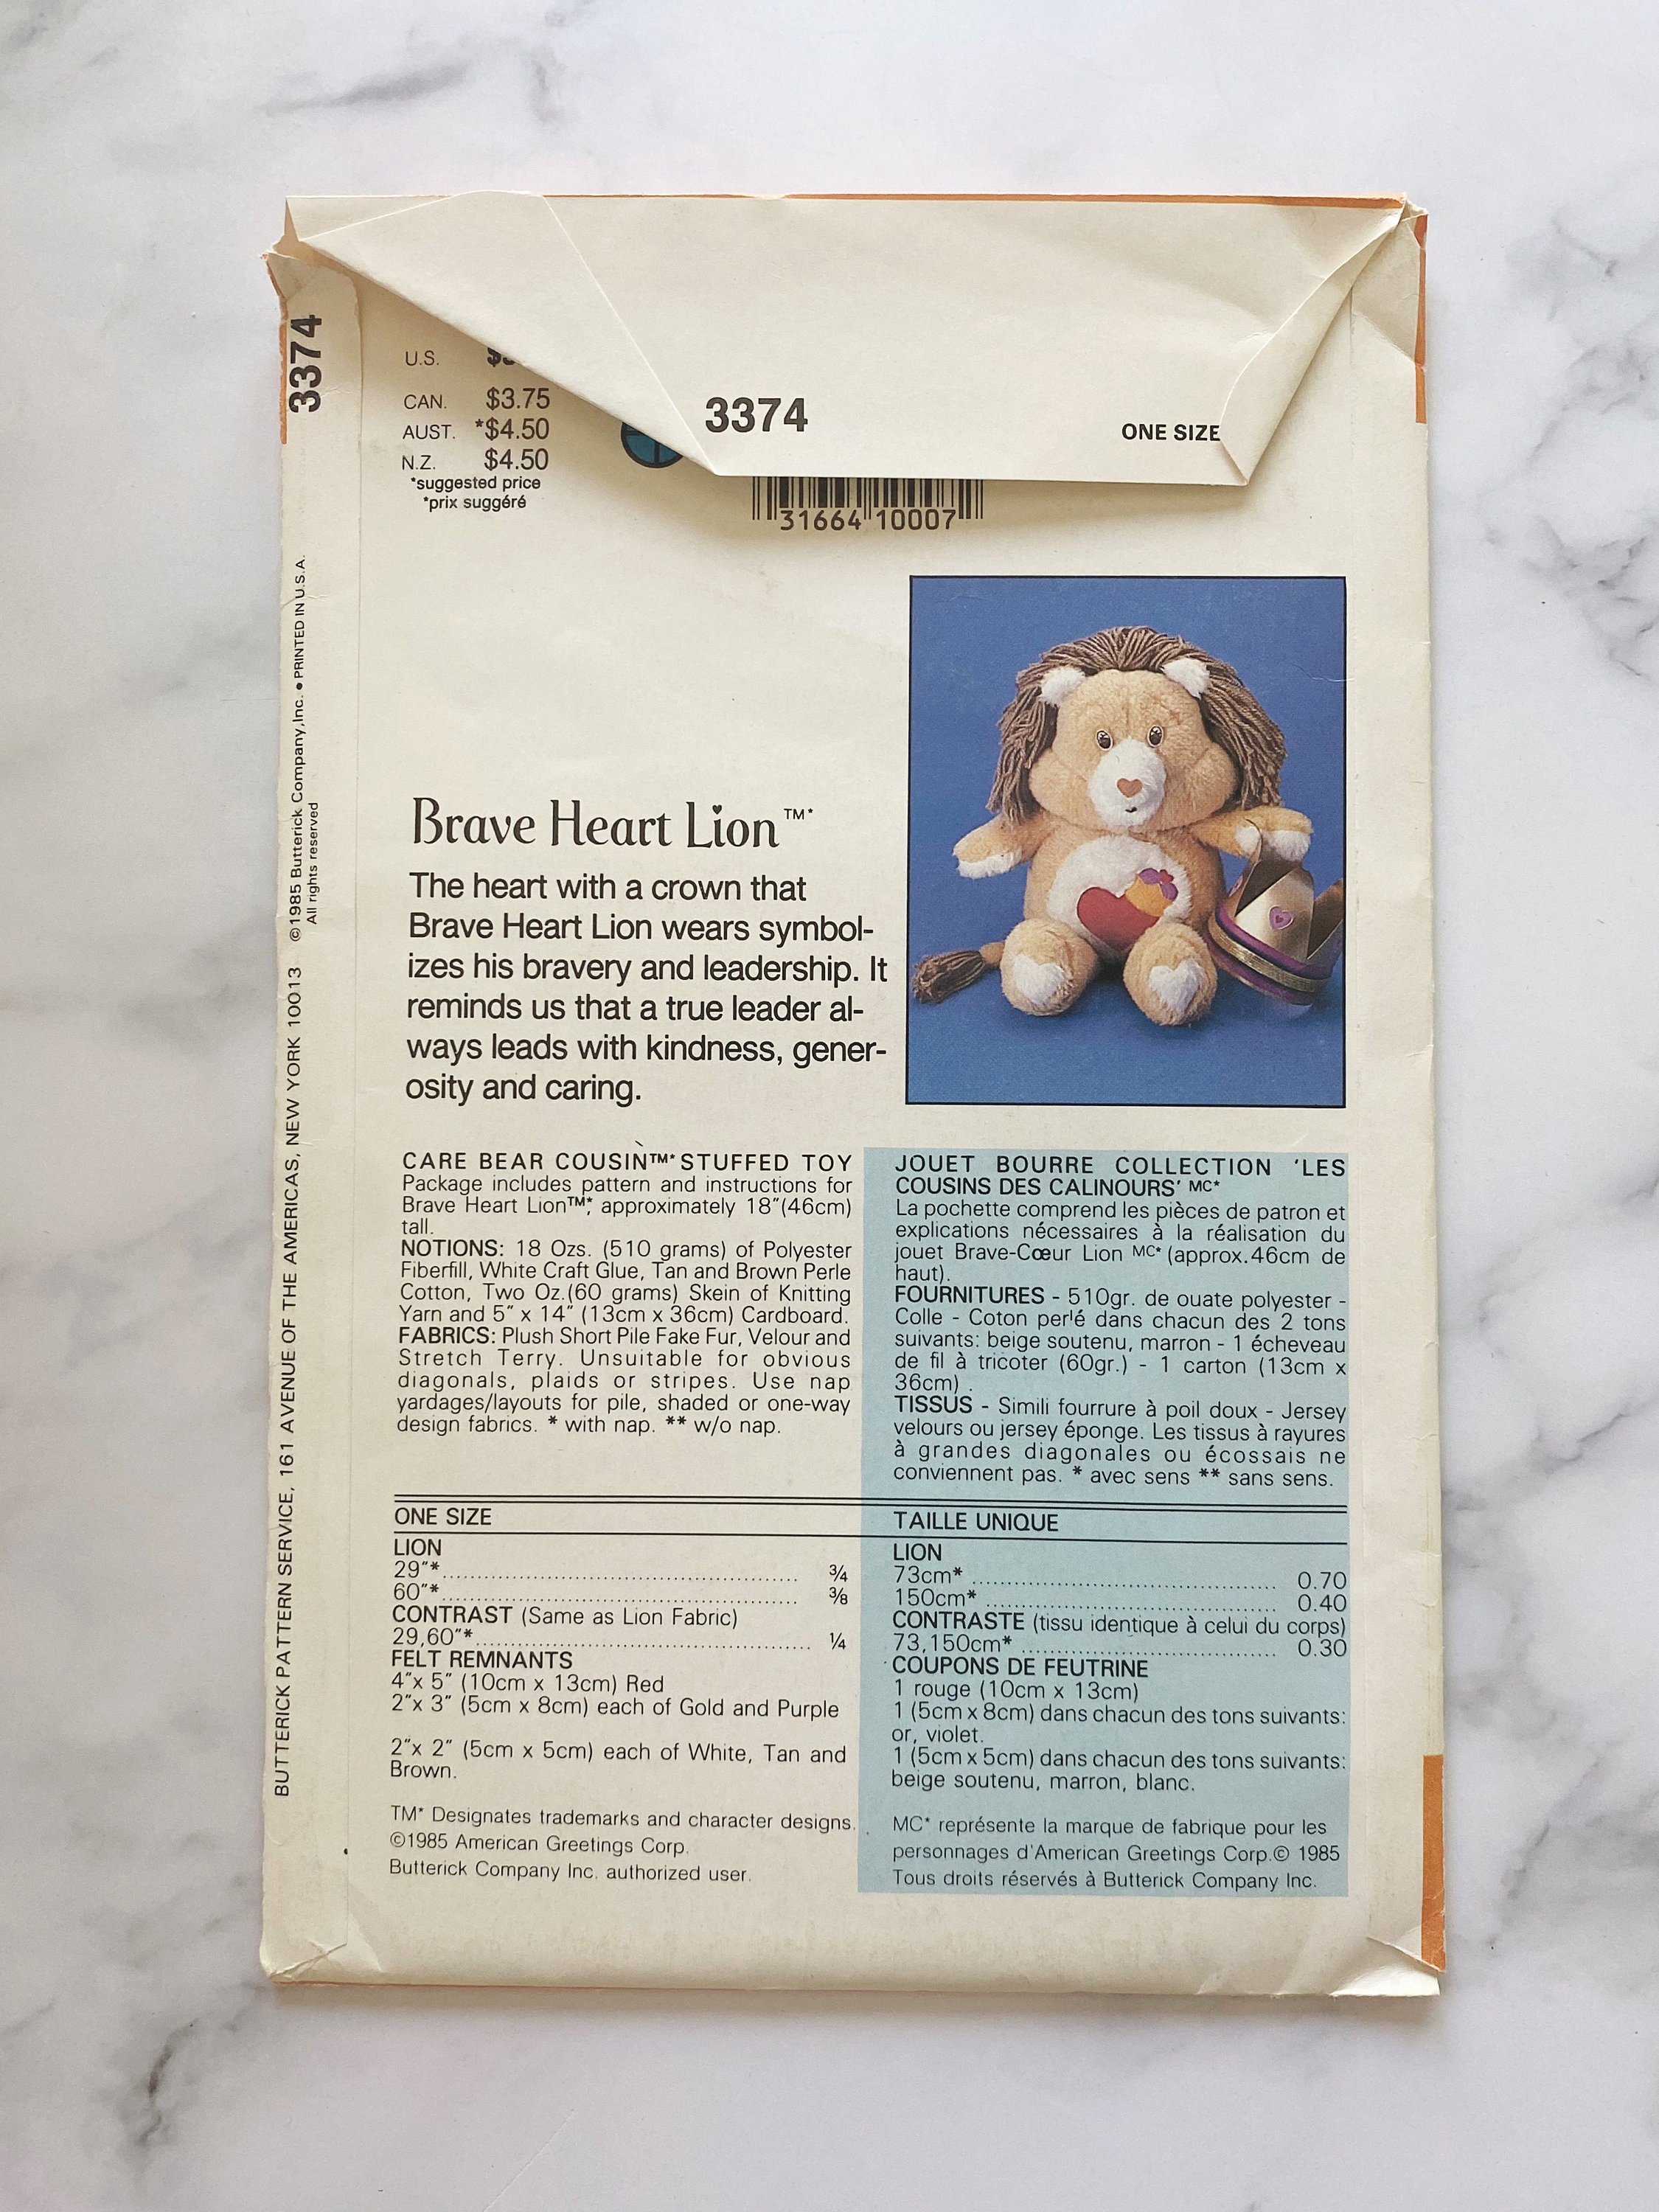 3374
U.S.
CAN. $3.75
AUST. *$4.50
N.Z. $4.50
*suggested price
*prix suggéré
3374
ONE SIZE
31664 10007
BUTTERICK PATTERN SERVICE, 161 AVENUE OF THE AMERICAS, NEW YORK 10013 ©1985 Butterick Company, Inc. • PRINTED IN U.S.A.
All rights reserved
Brave Heart Lion™*
The heart with a crown that
Brave Heart Lion wears symbol-
izes his bravery and leadership. It
reminds us that a true leader al-
ways leads with kindness, gener-
osity and caring.
CARE BEAR COUSIN™* STUFFED TOY
Package includes pattern and instructions for
Brave Heart Lion™*, approximately 18"(46cm)
tall.
NOTIONS: 18 Ozs. (510 grams) of Polyester
Fiberfill, White Craft Glue, Tan and Brown Perle
Cotton, Two Oz.(60 grams) Skein of Knitting
Yarn and 5" x 14" (13cm x 36cm) Cardboard.
FABRICS: Plush Short Pile Fake Fur, Velour and
Stretch Terry. Unsuitable for obvious
diagonals, plaids or stripes. Use nap
yardages/layouts for pile, shaded or one-way
design fabrics. * with nap. ** w/o nap.
JOUET BOURRE COLLECTION 'LES
COUSINS DES CALINOURS' MC*
La pochette comprend les pièces de patron et
explications nécessaires à la réalisation du
jouet Brave-Cœur Lion MC* (approx.46cm de
haut).
FOURNITURES - 510gr. de ouate polyester -
Colle - Coton perlé dans chacun des 2 tons
suivants: beige soutenu, marron - 1 écheveau
de fil à tricoter (60gr.) - 1 carton (13cm x
36cm) .
TISSUS - Simili fourrure à poil doux - Jersey
velours ou jersey éponge. Les tissus à rayures
à grandes diagonales ou écossais ne
conviennent pas. * avec sens ** sans sens.
ONE SIZE
LION
29"*........ ¾
60"*........ ⅜
CONTRAST (Same as Lion Fabric)
29,60"*........ ¼
FELT REMNANTS
4"x 5" (10cm x 13cm) Red
2"x 3" (5cm x 8cm) each of Gold and Purple
2"x 2" (5cm x 5cm) each of White, Tan and
Brown.
TM* Designates trademarks and character designs.
©1985 American Greetings Corp.
Butterick Company Inc. authorized user.
TAILLE UNIQUE
LION
73cm* ........ 0.70
150cm* ........ 0.40
CONTRASTE (tissu identique à celui du corps)
73,150cm* ........ 0.30
COUPONS DE FEUTRINE
1 rouge (10cm x 13cm)
1 (5cm x 8cm) dans chacun des tons suivants:
or, violet.
1 (5cm x 5cm) dans chacun des tons suivants:
beige soutenu, marron, blanc.
MC* représente la marque de fabrique pour les
personnages d'American Greetings Corp.© 1985
Tous droits réservés à Butterick Company Inc.